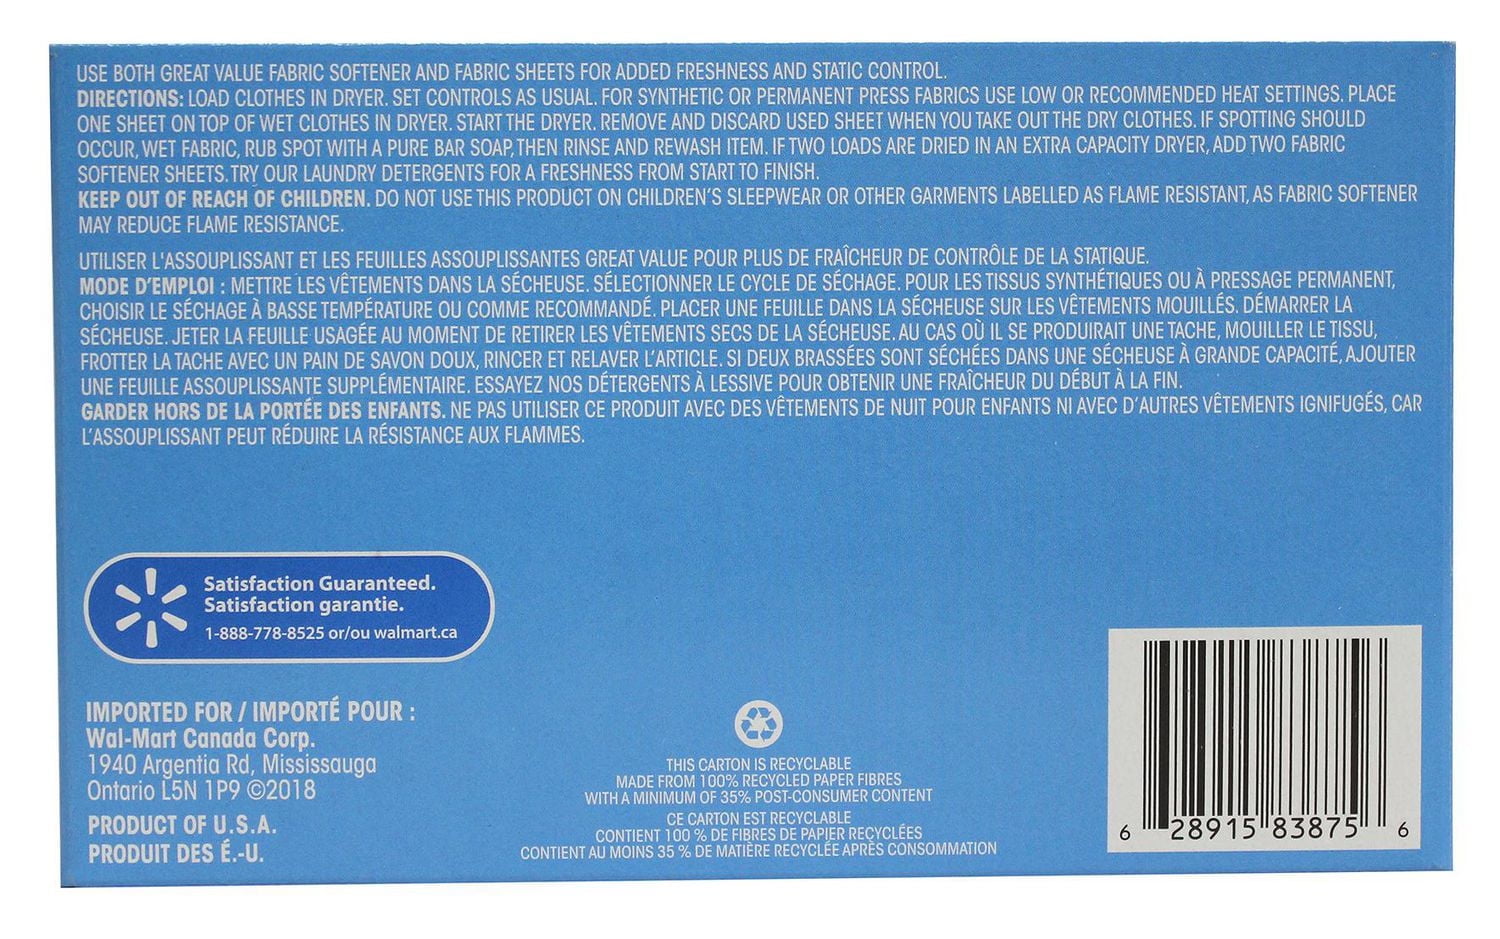 USE BOTH GREAT VALUE FABRIC SOFTENER AND FABRIC SHEETS FOR ADDED FRESHNESS AND STATIC CONTROL.
DIRECTIONS: LOAD CLOTHES IN DRYER. SET CONTROLS AS USUAL. FOR SYNTHETIC OR PERMANENT PRESS FABRICS USE LOW OR RECOMMENDED HEAT SETTINGS. PLACE
ONE SHEET ON TOP OF WET CLOTHES IN DRYER. START THE DRYER. REMOVE AND DISCARD USED SHEET WHEN YOU TAKE OUT THE DRY CLOTHES. IF SPOTTING SHOULD
OCCUR, WET FABRIC, RUB SPOT WITH A PURE BAR SOAP, THEN RINSE AND REWASH ITEM. IF TWO LOADS ARE DRIED IN AN EXTRA CAPACITY DRYER, ADD TWO FABRIC
SOFTENER SHEETS. TRY OUR LAUNDRY DETERGENTS FOR A FRESHNESS FROM START TO FINISH.
KEEP OUT OF REACH OF CHILDREN. DO NOT USE THIS PRODUCT ON CHILDREN'S SLEEPWEAR OR OTHER GARMENTS LABELLED AS FLAME RESISTANT, AS FABRIC SOFTENER
MAY REDUCE FLAME RESISTANCE.
UTILISER L'ASSOUPLISSANT ET LES FEUILLES ASSOUPLISSANTES GREAT VALUE POUR PLUS DE FRAÎCHEUR DE CONTRÔLE DE LA STATIQUE.
MODE D'EMPLOI : METTRE LES VÊTEMENTS DANS LA SÉCHEUSE. SÉLECTIONNER LE CYCLE DE SÉCHAGE. POUR LES TISSUS SYNTHÉTIQUES OU À PRESSAGE PERMANENT,
CHOISIR LE SÉCHAGE À BASSE TEMPÉRATURE OU COMME RECOMMANDÉ. PLACER UNE FEUILLE DANS LA SÉCHEUSE SUR LES VÊTEMENTS MOUILLÉS. DÉMARRER LA
SÉCHEUSE. JETER LA FEUILLE USAGÉE AU MOMENT DE RETIRER LES VÊTEMENTS SECS DE LA SÉCHEUSE. AU CAS OÙ IL SE PRODUIRAIT UNE TACHE, MOUILLER LE TISSU,
FROTTER LA TACHE AVEC UN PAIN DE SAVON DOUX, RINCER ET RELAVER L'ARTICLE. SI DEUX BRASSÉES SONT SÉCHÉES DANS UNE SÉCHEUSE À GRANDE CAPACITÉ, AJOUTER
UNE FEUILLE ASSOUPLISSANTE SUPPLÉMENTAIRE. ESSAYEZ NOS DÉTERGENTS À LESSIVE POUR OBTENIR UNE FRAÎCHEUR DU DÉBUT À LA FIN.
GARDER HORS DE LA PORTÉE DES ENFANTS. NE PAS UTILISER CE PRODUIT AVEC DES VÊTEMENTS DE NUIT POUR ENFANTS NI AVEC D'AUTRES VÊTEMENTS IGNIFUGÉS, CAR
L'ASSOUPLISSANT PEUT RÉDUIRE LA RÉSISTANCE AUX FLAMMES.
Satisfaction Guaranteed.
Satisfaction garantie.
1-888-778-8525 or/ou walmart.ca
IMPORTED FOR / IMPORTÉ POUR :
Wal-Mart Canada Corp.
1940 Argentia Rd, Mississauga
Ontario L5N 1P9 ©2018
PRODUCT OF U.S.A.
PRODUIT DES É.-U.
THIS CARTON IS RECYCLABLE
MADE FROM 100% RECYCLED PAPER FIBRES
WITH A MINIMUM OF 35% POST-CONSUMER CONTENT
CE CARTON EST RECYCLABLE
CONTIENT 100 % DE FIBRES DE PAPIER RECYCLÉES
CONTIENT AU MOINS 35 % DE MATIÈRE RECYCLÉE APRÈS CONSOMMATION
6 28915 83875 6